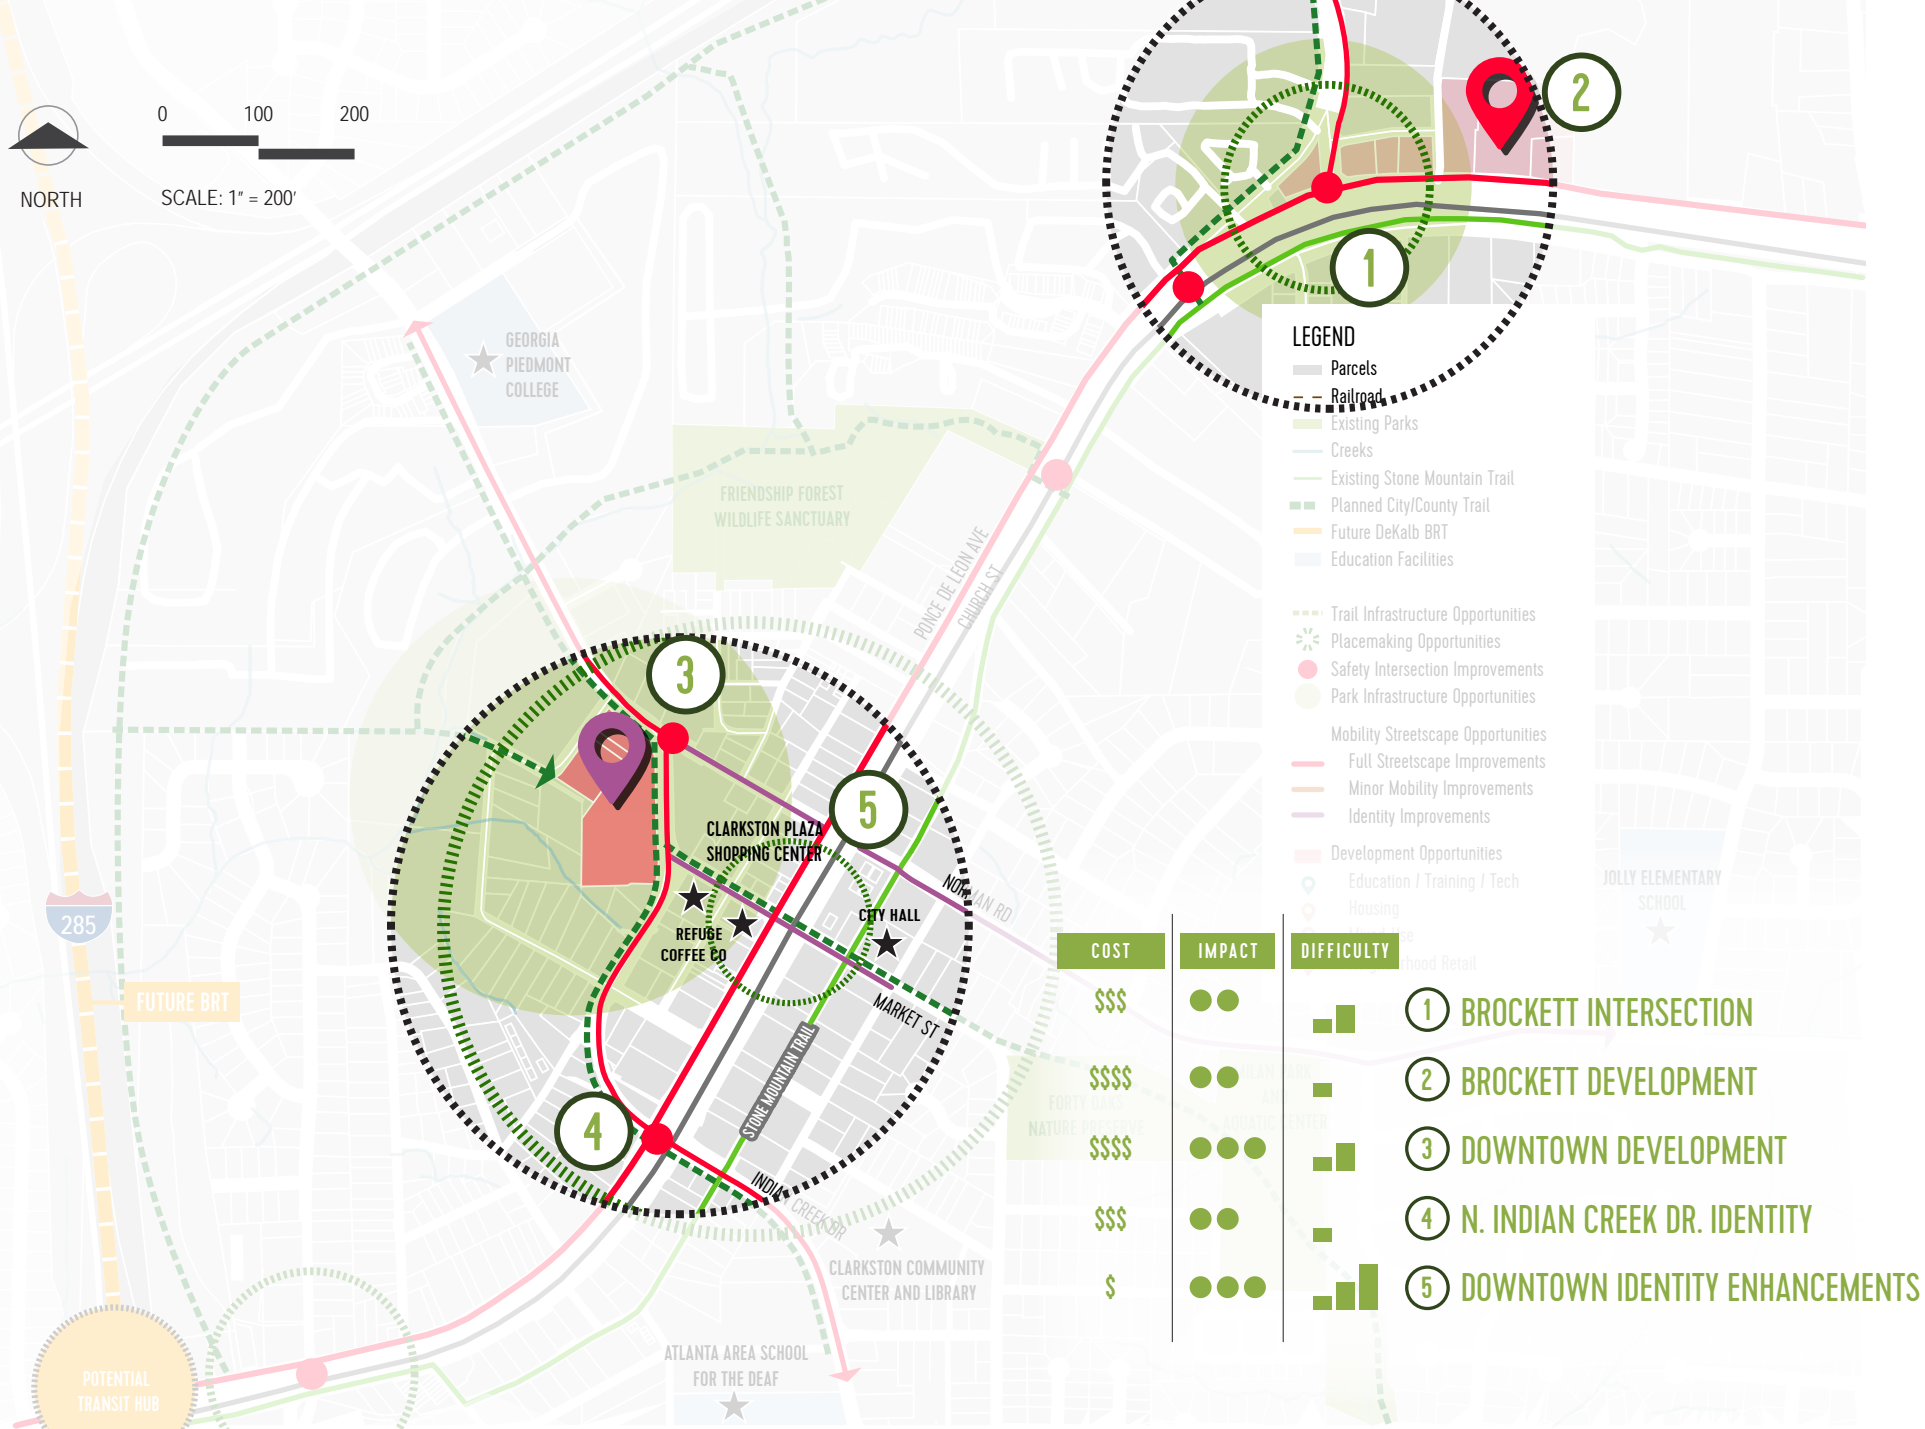 0 100 200
NORTH
SCALE: 1" = 200'
2
1
GEORGIA
PIEDMONT
COLLEGE
LEGEND
Parcels
Railroad
Existing Parks
Creeks
Existing Stone Mountain Trail
Planned City/County Trail
Future DeKalb BRT
Education Facilities
Trail Infrastructure Opportunities
Placemaking Opportunities
Safety Intersection Improvements
Park Infrastructure Opportunities
Mobility Streetscape Opportunities
Full Streetscape Improvements
Minor Mobility Improvements
Identity Improvements
Development Opportunities
Education / Training / Tech
Housing
FRIENDSHIP FOREST
WILDLIFE SANCTUARY
PONCE DE LEON AVE
CHURCH ST
3
5
CLARKSTON PLAZA
SHOPPING CENTER
NORMAN RD
CITY HALL
REFUGE
COFFEE CO
MARKET ST
STONE MOUNTAIN TRAIL
4
INDIAN CREEK DR
285
FUTURE BRT
JOLLY ELEMENTARY
SCHOOL
FORTY OAKS
NATURE PRESERVE
AND
AQUATIC CENTER
CLARKSTON COMMUNITY
CENTER AND LIBRARY
ATLANTA AREA SCHOOL
FOR THE DEAF
POTENTIAL
TRANSIT HUB
COST IMPACT DIFFICULTY
$$$ 1 BROCKETT INTERSECTION
$$$$ 2 BROCKETT DEVELOPMENT
$$$$ 3 DOWNTOWN DEVELOPMENT
$$$ 4 N. INDIAN CREEK DR. IDENTITY
$ 5 DOWNTOWN IDENTITY ENHANCEMENTS